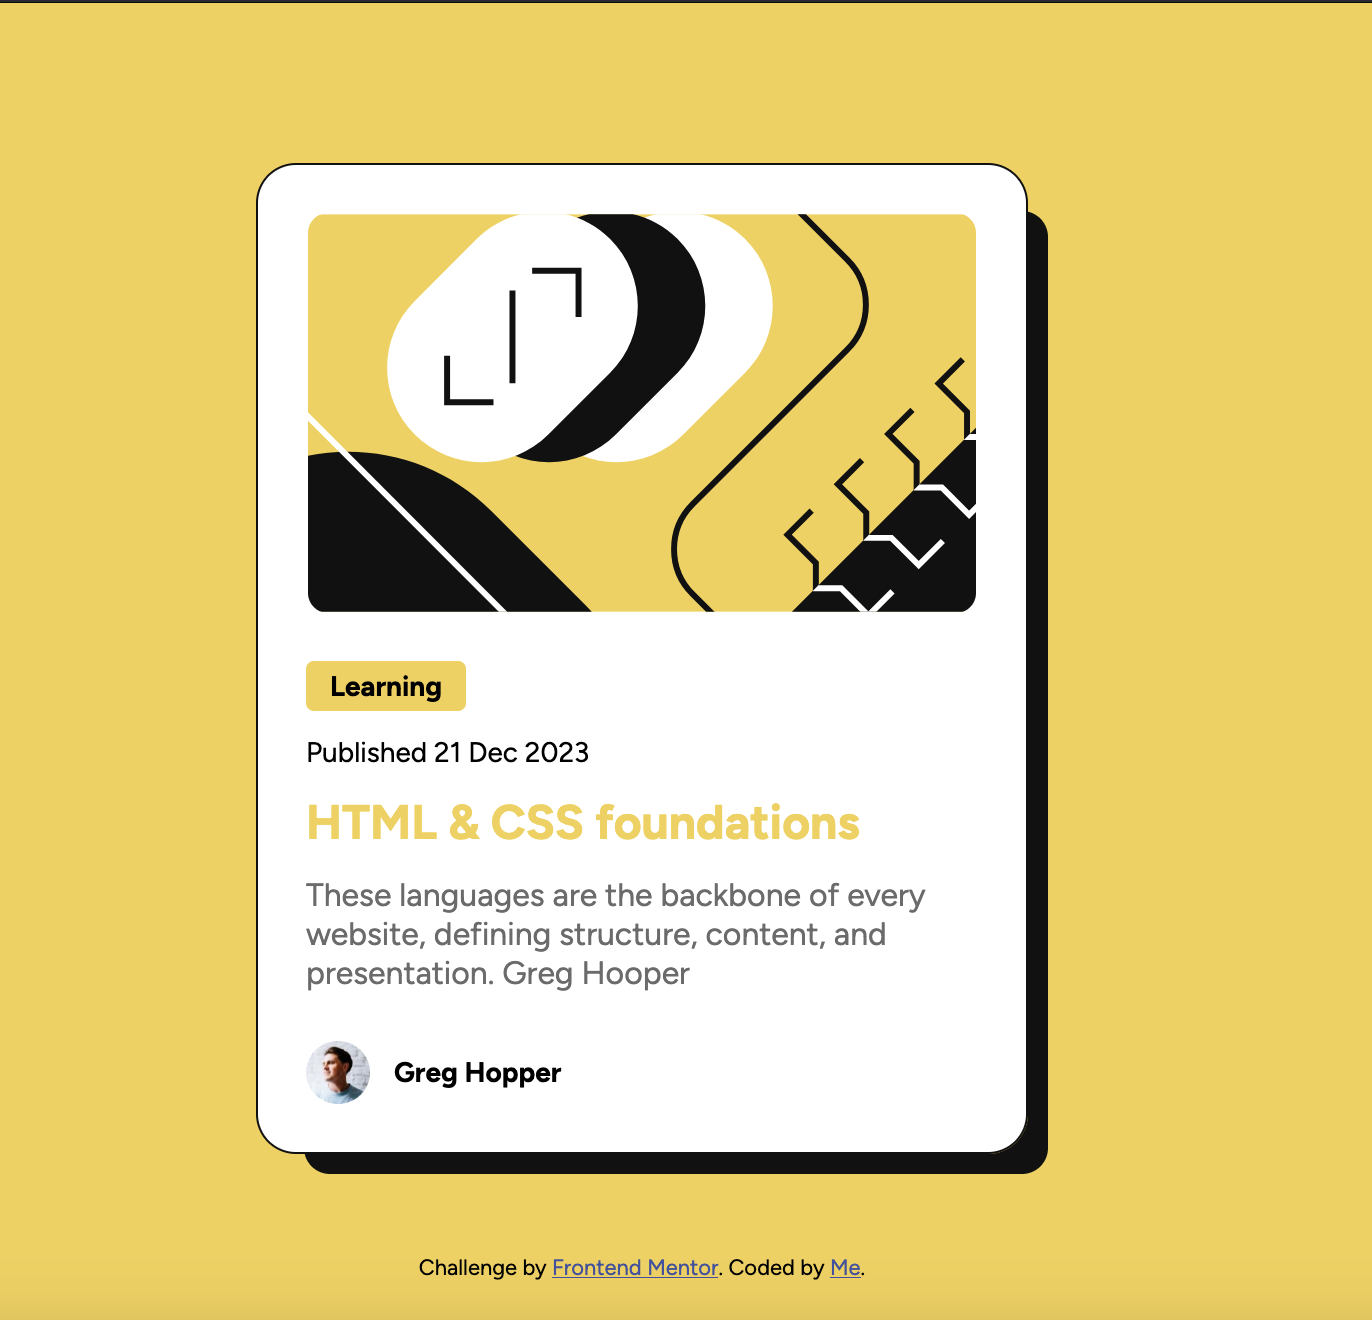 Learning
Published 21 Dec 2023
HTML & CSS foundations
These languages are the backbone of every
website, defining structure, content, and
presentation. Greg Hooper
Greg Hopper
Challenge by Frontend Mentor. Coded by Me.